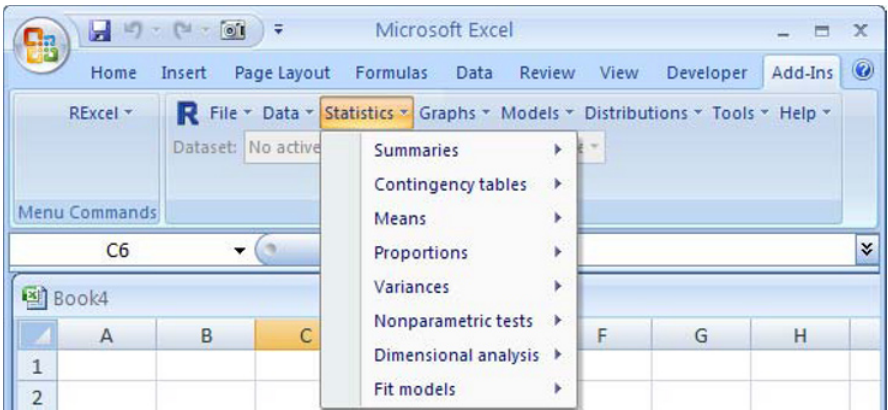 Microsoft Excel
Home Insert Page Layout Formulas Data Review View Developer Add-Ins
RExcel R File Data Statistics Graphs Models Distributions Tools Help
Dataset: No active
Menu Commands
Summaries
Contingency tables
Means
Proportions
Variances
Nonparametric tests
Dimensional analysis
Fit models
C6
Book4
A B C F G H
1
2